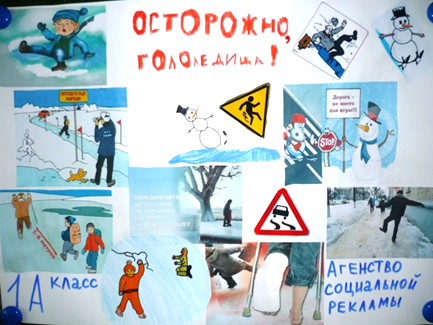 ОСТОРОЖНО,
ГОЛОЛЕДИЦА!
Дорога -
не место
для игры!!!
STOP
1А класс
Агенство
социальной
рекламы